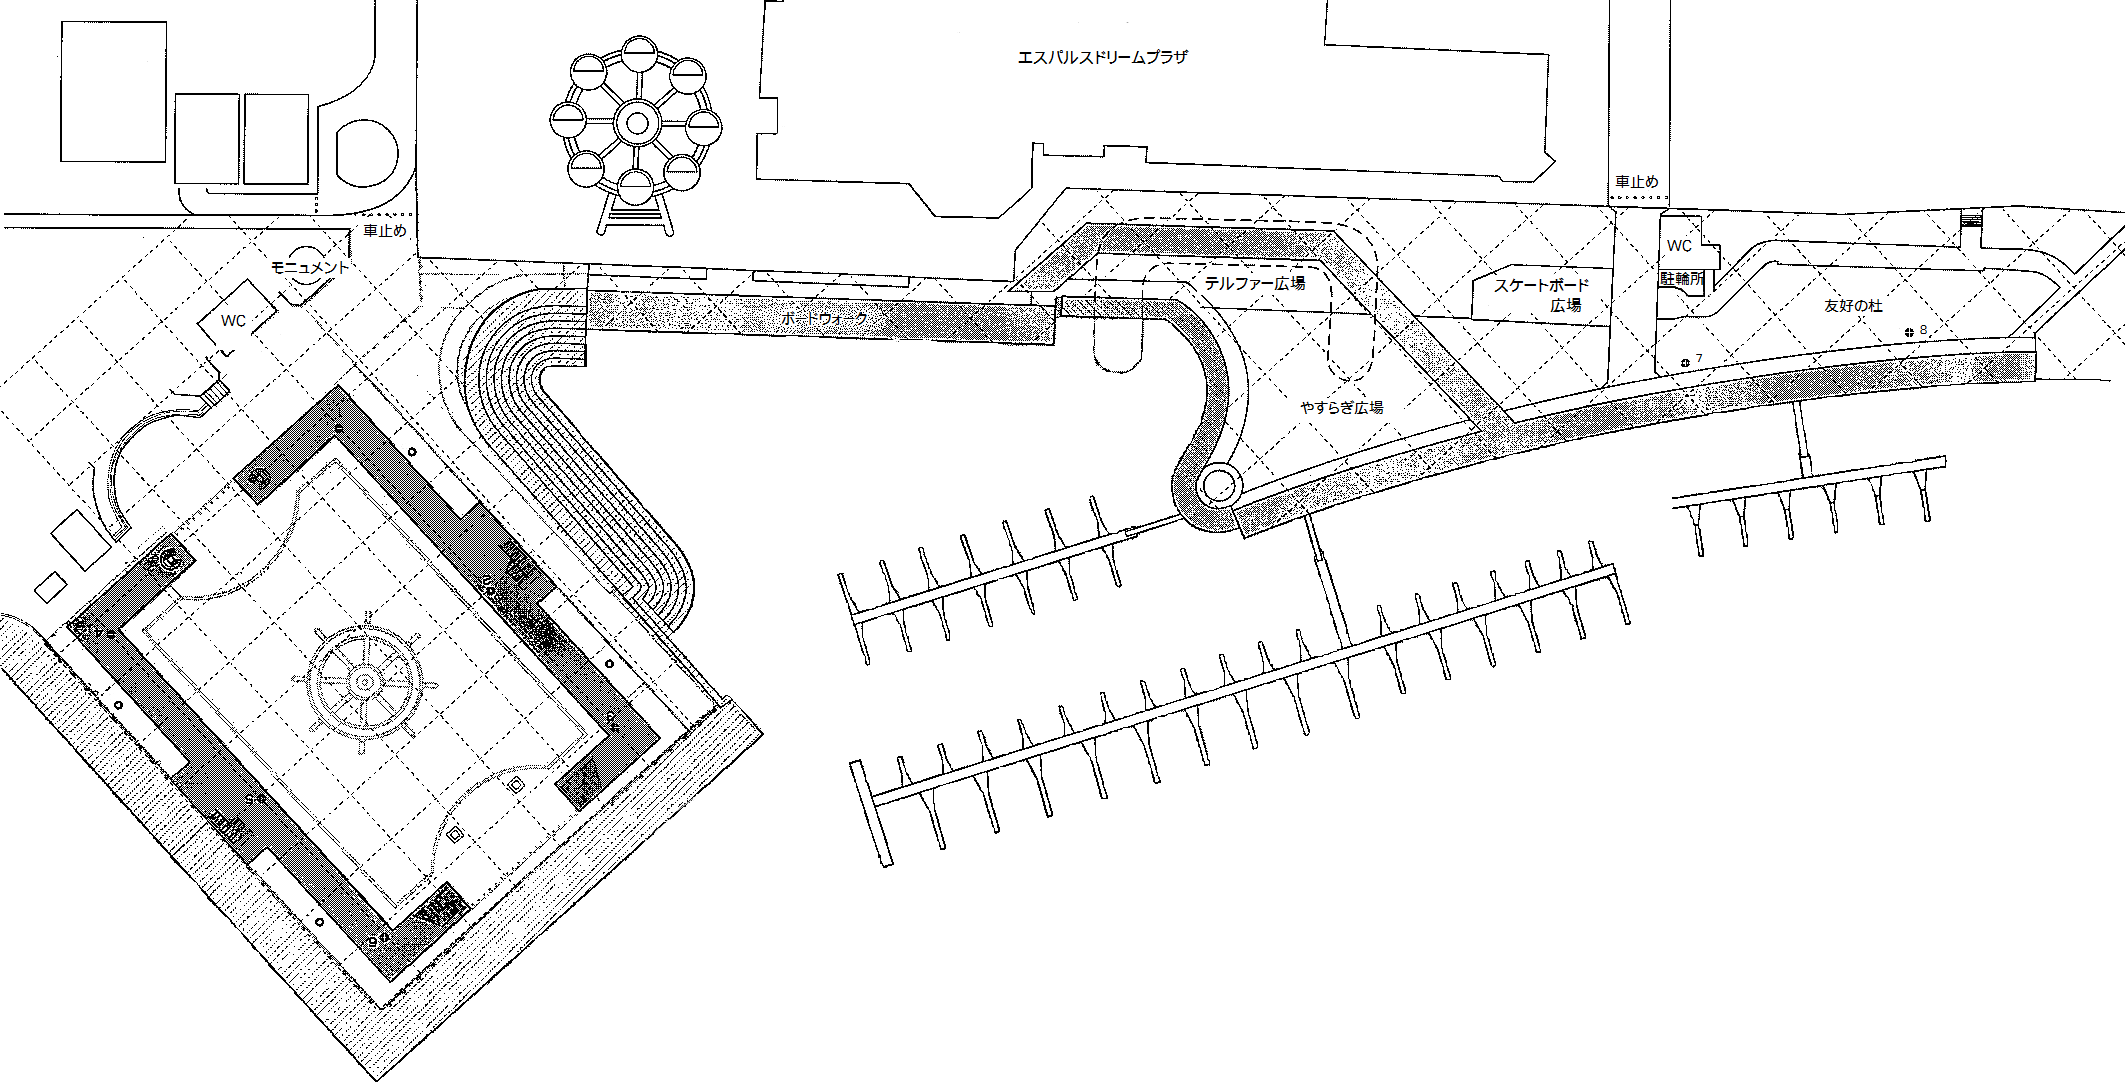 エスパルスドリームプラザ
車止め
車止め
WC
モニュメント
駐輪所
テルファー広場
スケートボード
広場
友好の杜
WC
ボードウォーク
8
7
やすらぎ広場
5
6